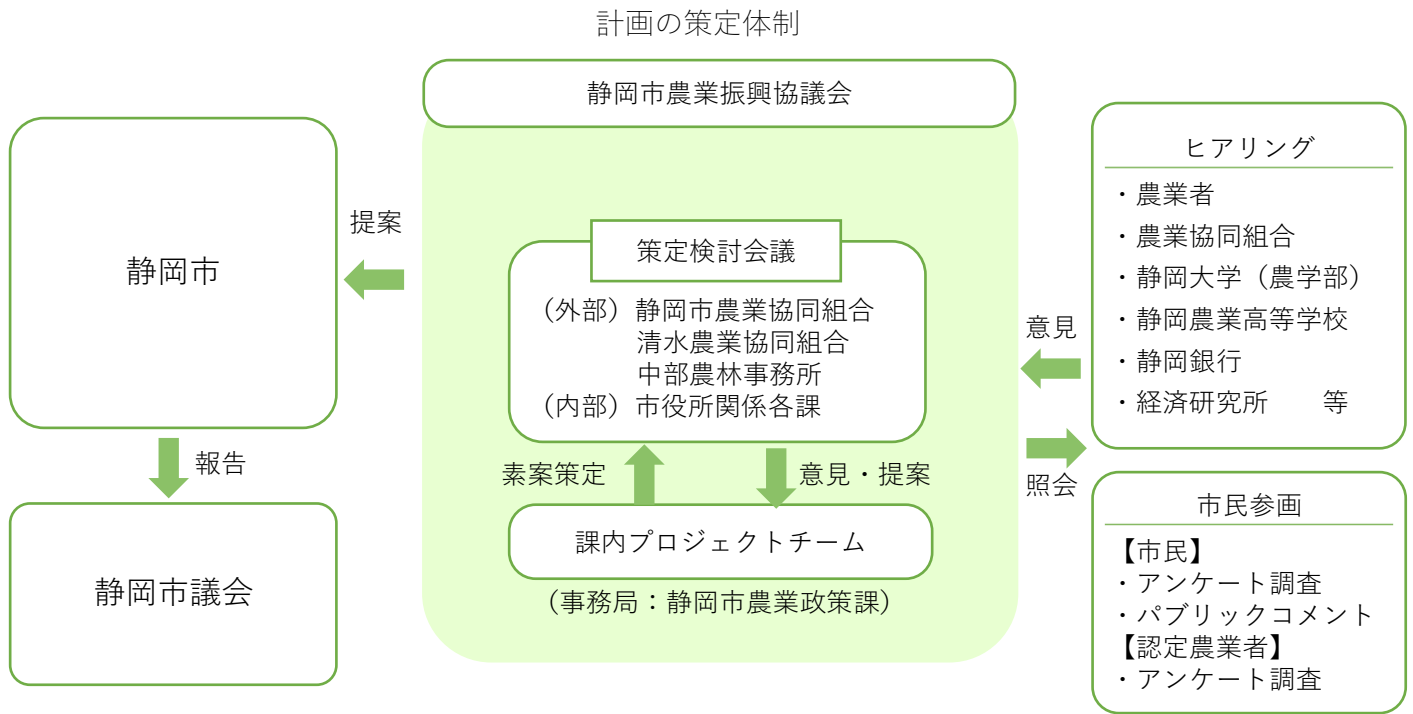 計画の策定体制
静岡市農業振興協議会
静岡市
提案
報告
静岡市議会
策定検討会議
（外部）静岡市農業協同組合
清水農業協同組合
中部農林事務所
（内部）市役所関係各課
素案策定
意見・提案
課内プロジェクトチーム
（事務局：静岡市農業政策課）
意見
照会
ヒアリング
・農業者
・農業協同組合
・静岡大学（農学部）
・静岡農業高等学校
・静岡銀行
・経済研究所　　等
市民参画
【市民】
・アンケート調査
・パブリックコメント
【認定農業者】
・アンケート調査